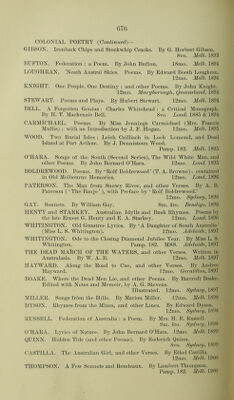 676
COLONIAL POETRY (Continued)—
GIBSON. Ironbark Chips and Stockwhip Cracks. By G. Herbert Gibson.
8vo. Melb. 1893
BUFTON. Federation : a Poem. By John Bufton. 18mo. Melb. 1894
LOUGHRAN. 'Neath Austral Skies. Poems. By Edward Booth Loughran.
12mo. Melb. 1894
KNIGHT. One People, One Destiny : and other Poems. By John Knight.
12mo. Maryborough, Queensland, 1894
STEWART. Poems and Plays. By Hubert Stewart. 12mo. Melb. 1894
BELL. A Forgotten Genius : Charles Whitehead : a Critical Monograph.
By H. T. Mackenzie Bell. 8vo. Lond. 1885 & 1894
CARMICHAEL. Poems. By Miss Jennings Carmichael (Mrs. Francis
Mullis) ; with an Introduction by J. F. Hogan. 12mo. Melb. 1895
WOOD. Two Burial Isles : Loich Cailliach in Loch Lomond, and Dead
Island at Port Arthur. By J. Dennistoun Wood.
Pamp. 182. Melb. 1895
O'HARA. Songs of the South (Second Series), The Wild White Man, and
other Poems. By John Bernard O'Hara. 12mo. Lond. 1895
BOLDREWOOD. Poems. By "Rolf Boldrewood" (T. A. Browne) : contained
in Old Melbourne Memories. 12mo. Lond. 1896
PATERSON. The Man from Snowy River, and other Verses. By A. B.
Paterson ("The Banjo"), with Preface by "Rolf Boldrewood."
12mo. Sydney, 1896
GAY. Sonnets. By William Gay. Sm. 4to. Bendigo, 1896
HENTY and STARKEY. Australian Idylls and Bush Rhymes. Poems by
the late Ernest G. Henty and E. A. Starkey. 12mo. Lond. 1896
WHITINGTON. Old Gumtree Lyrics. By "A Daughter of South Australia"
(Miss L. S. Whitington). 12mo. Adelaide, 1897
WHITINGTON. Ode to the Closing Diamond Jubilee Year. By Miss L. S.
Whitington. Pamp. 182. MSS. Adelaide, 1897
THE DEAD MARCH OF THE WATERS, and other Verses. Written in
Australasia. By W. A. B. 12mo. Melb. 1897
HAYWARD. Along the Road to Cue, and other Verses. By Andree
Hayward. 12mo. Geraldton, 1897
BOAKE. Where the Dead Men Lie, and other Poems. By Barcroft Boake.
Edited with Notes and Memoir, by A. G. Stevens.
Illustrated. 12mo. Sydney, 1897
MILLER. Songs from the Hills. By Marion Miller. 12mo. Melb. 1898
DYSON. Rhymes from the Mines, and other Lines. By Edward Dyson.
12mo. Sydney, 1898
RUSSELL. Federation of Australia : a Poem. By Mrs. H. E. Russell.
Sm. 4to. Sydney, 1898
O'HARA. Lyrics of Nature. By John Bernard O'Hara. 12mo. Melb. 1899
QUINN. Hidden Tide (and other Poems). By Roderick Quinn.
8vo. Sydney, 1899
CASTILLA. The Australian Girl, and other Verses. By Ethel Castilla.
12mo. Melb. 1900
THOMPSON. A Few Sonnets and Rondeaux. By Lambert Thompson.
Pamp. 182. Melb. 1900